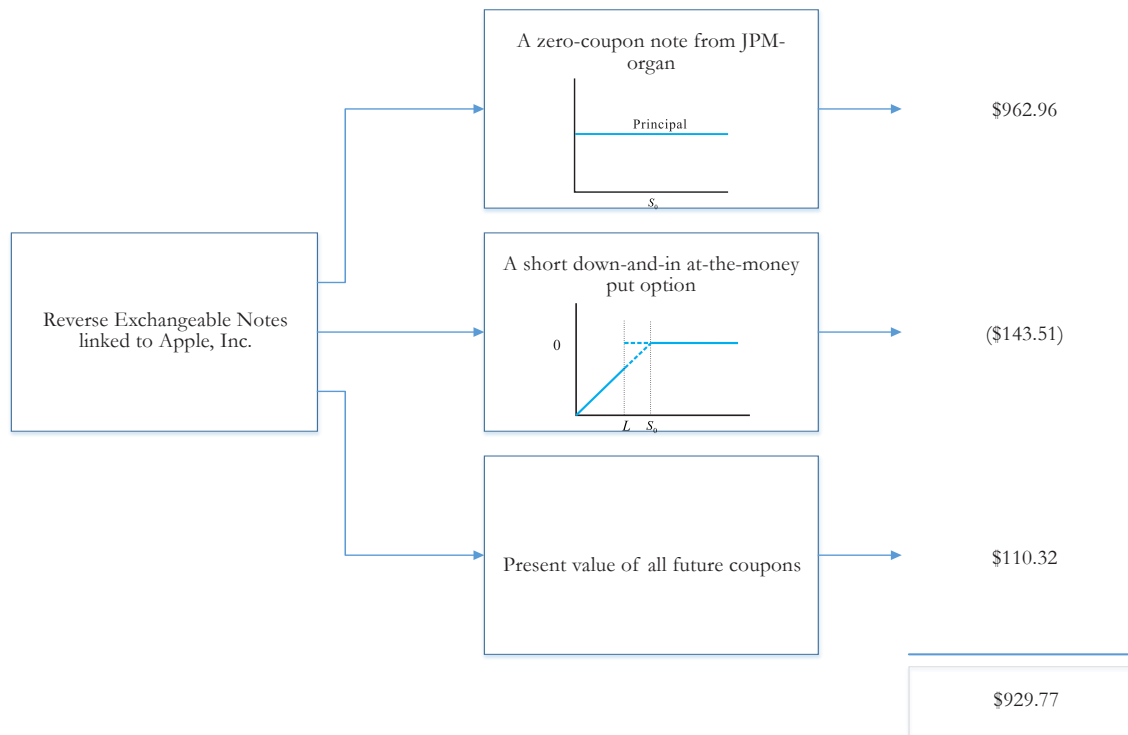 A zero-coupon note from JPM-
organ
Principal
S0
$962.96
Reverse Exchangeable Notes
linked to Apple, Inc.
A short down-and-in at-the-money
put option
0
L S0
($143.51)
Present value of all future coupons
$110.32
$929.77